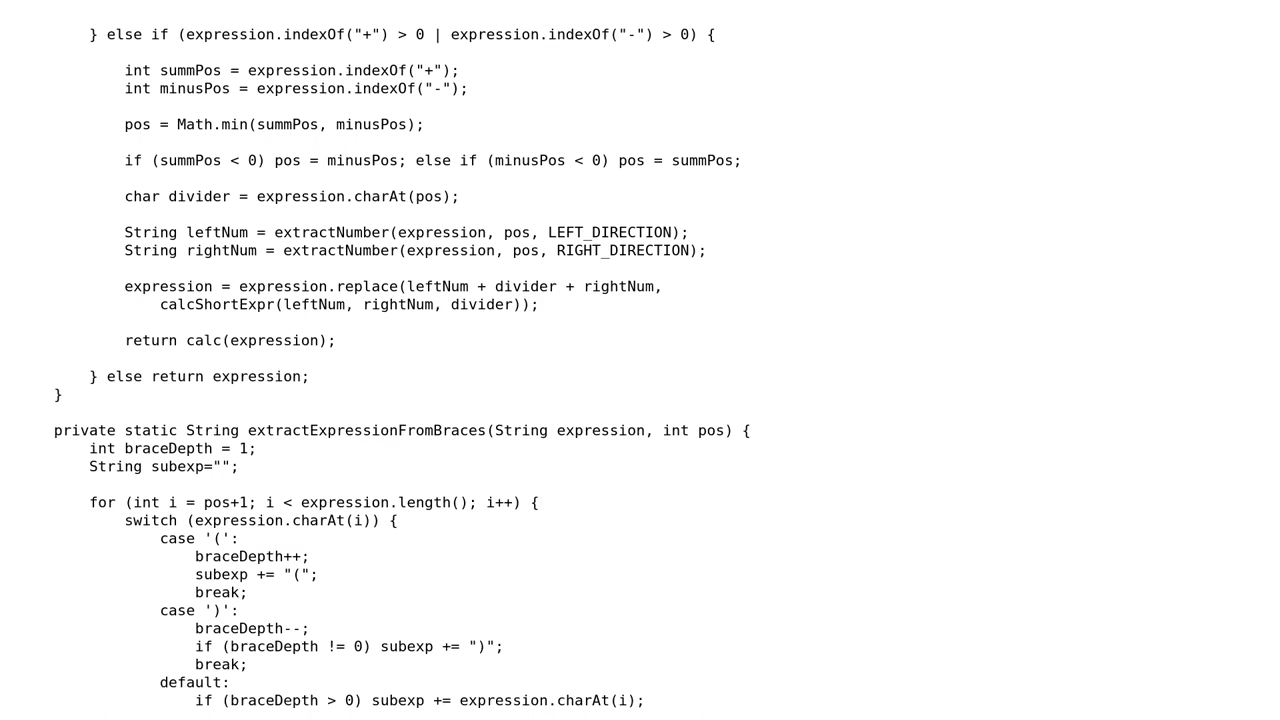 } else if (expression.indexOf("+") > 0 | expression.indexOf("-") > 0) {
int summPos = expression.indexOf("+");
int minusPos = expression.indexOf("-");
pos = Math.min(summPos, minusPos);
if (summPos < 0) pos = minusPos; else if (minusPos < 0) pos = summPos;
char divider = expression.charAt(pos);
String leftNum = extractNumber(expression, pos, LEFT_DIRECTION);
String rightNum = extractNumber(expression, pos, RIGHT_DIRECTION);
expression = expression.replace(leftNum + divider + rightNum,
calcShortExpr(leftNum, rightNum, divider));
return calc(expression);
} else return expression;
}
private static String extractExpressionFromBraces(String expression, int pos) {
int braceDepth = 1;
String subexp="";
for (int i = pos+1; i < expression.length(); i++) {
switch (expression.charAt(i)) {
case '(':
braceDepth++;
subexp += "(";
break;
case ')':
braceDepth--;
if (braceDepth != 0) subexp += ")";
break;
default:
if (braceDepth > 0) subexp += expression.charAt(i);